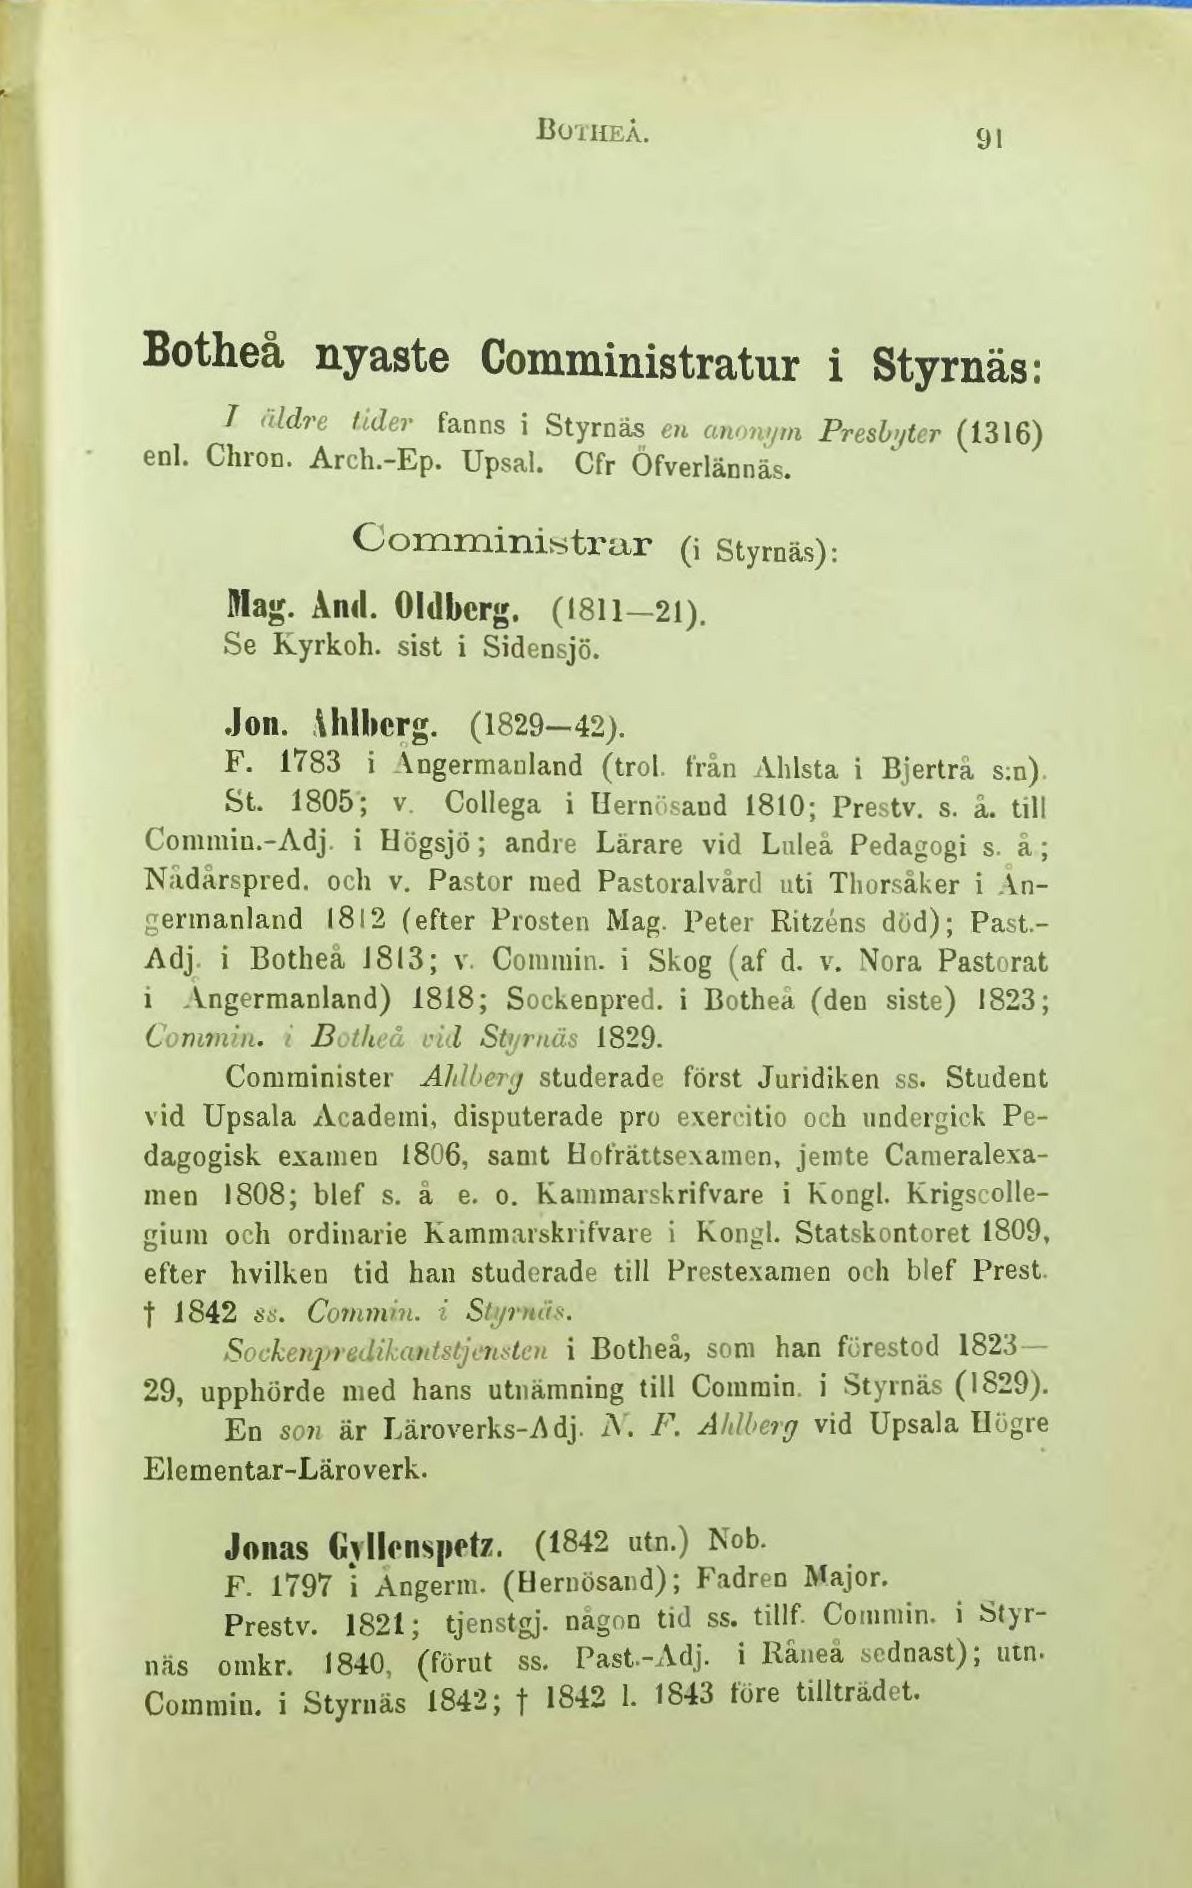 BOTHEÅ.
91
Botheå nyaste Comministratur i Styrnäs:
I äldre tider fanns i Styrnäs en anonym Presbyter (1316)
enl. Chron. Arch.-Ep. Upsal. Cfr Öfverlännäs.
Comministrar (i Styrnäs):
Mag. And. Oldberg. (1811—21).
Se Kyrkoh. sist i Sidensjö.
Jon. Ahlberg. (1829—42).
F. 1783 i Ångermanland (trol. från Ahlsta i Bjertrå s:n).
St. 1805; v. Collega i Hernösand 1810; Prestv. s. å. till
Commin.-Adj. i Högsjö; andre Lärare vid Luleå Pedagogi s. å;
Nådårspred. och v. Pastor med Pastoralvård uti Thorsåker i Ån-
germanland 1812 (efter Prosten Mag. Peter Ritzéns död); Past.-
Adj. i Botheå 1813; v. Commin. i Skog (af d. v. Nora Pastorat
i Ångermanland) 1818; Sockenpred. i Botheå (den siste) 1823;
Commin. i Botheå vid Styrnäs 1829.
Comminister Ahlberg studerade först Juridiken ss. Student
vid Upsala Academi, disputerade pro exercitio och undergick Pe-
dagogisk examen 1806, samt Hofrättsexamen, jemte Cameralexa-
men 1808; blef s. å e. o. Kammarskrifvare i Kongl. Krigscolle-
gium och ordinarie Kammarskrifvare i Kongl. Statskontoret 1809,
efter hvilken tid han studerade till Prestexamen och blef Prest.
† 1842 ss. Commin. i Styrnäs.
Sockenpredikantstjensten i Botheå, som han förestod 1823—
29, upphörde med hans utnämning till Commin. i Styrnäs (1829).
En son är Läroverks-Adj. N. F. Ahlberg vid Upsala Högre
Elementar-Läroverk.
Jonas Gyllenspetz. (1842 utn.) Nob.
F. 1797 i Ångerm. (Hernösand); Fadren Major.
Prestv. 1821; tjenstgj. någon tid ss. tillf. Commin. i Styr-
näs omkr. 1840, (förut ss. Past.-Adj. i Råneå sednast); utn.
Commin. i Styrnäs 1842; † 1842 l. 1843 före tillträdet.